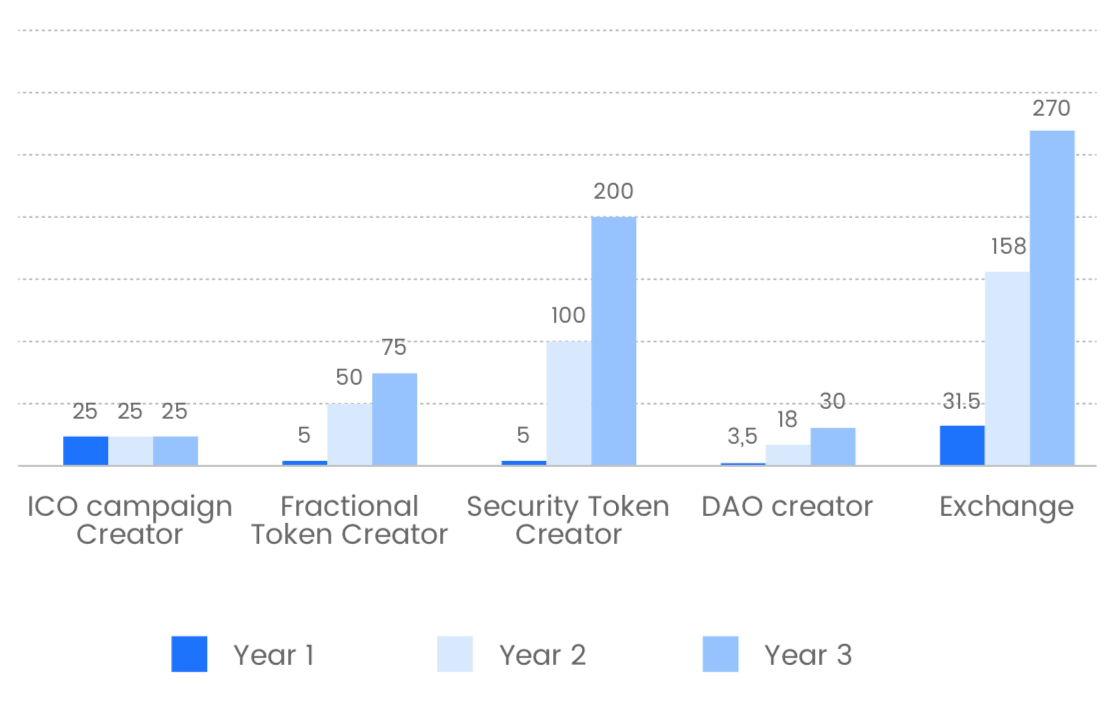 270
200
158
100
75
50
25 25 25
5
5
3,5
18
30
31.5
ICO campaign
Creator
Fractional
Token Creator
Security Token
Creator
DAO creator
Exchange
Year 1
Year 2
Year 3